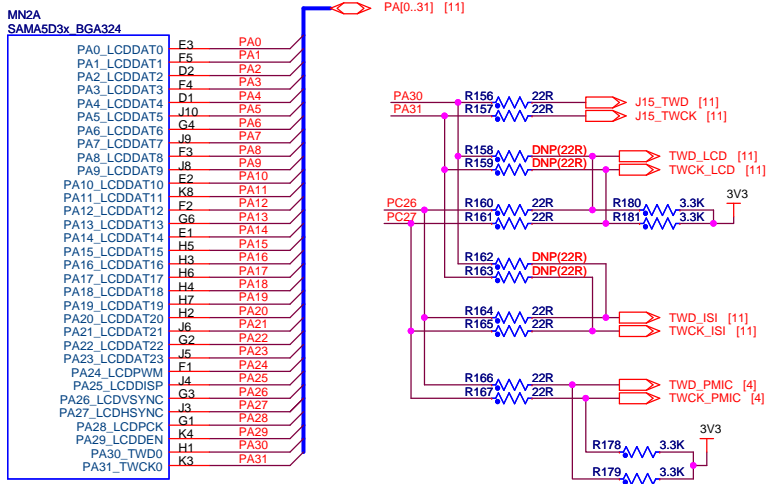 MN2A
SAMA5D3x_BGA324
PA[0..31] [11]
PA0_LCDDAT0 E3 PA0
PA1_LCDDAT1 F5 PA1
PA2_LCDDAT2 D2 PA2
PA3_LCDDAT3 F4 PA3
PA4_LCDDAT4 D1 PA4
PA5_LCDDAT5 J10 PA5
PA6_LCDDAT6 G4 PA6
PA7_LCDDAT7 J9 PA7
PA8_LCDDAT8 F3 PA8
PA9_LCDDAT9 J8 PA9
PA10_LCDDAT10 E2 PA10
PA11_LCDDAT11 K8 PA11
PA12_LCDDAT12 F2 PA12
PA13_LCDDAT13 G6 PA13
PA14_LCDDAT14 E1 PA14
PA15_LCDDAT15 H5 PA15
PA16_LCDDAT16 H3 PA16
PA17_LCDDAT17 H6 PA17
PA18_LCDDAT18 H4 PA18
PA19_LCDDAT19 H7 PA19
PA20_LCDDAT20 H2 PA20
PA21_LCDDAT21 J6 PA21
PA22_LCDDAT22 G2 PA22
PA23_LCDDAT23 J5 PA23
PA24_LCDPWM F1 PA24
PA25_LCDDISP J4 PA25
PA26_LCDVSYNC G3 PA26
PA27_LCDHSYNC J3 PA27
PA28_LCDPCK G1 PA28
PA29_LCDDEN K4 PA29
PA30_TWD0 H1 PA30
PA31_TWCK0 K3 PA31
PA30 R156 22R J15_TWD [11]
PA31 R157 22R J15_TWCK [11]
R158 DNP(22R) TWD_LCD [11]
R159 DNP(22R) TWCK_LCD [11]
3V3
PC26 R160 22R R180 3.3K
PC27 R161 22R R181 3.3K
R162 DNP(22R)
R163 DNP(22R)
R164 22R TWD_ISI [11]
R165 22R TWCK_ISI [11]
R166 22R TWD_PMIC [4]
R167 22R TWCK_PMIC [4]
3V3
R178 3.3K
R179 3.3K